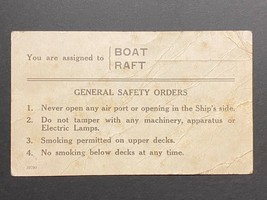 You are assigned to
BOAT
RAFT
GENERAL SAFETY ORDERS
1. Never open any air port or opening in the Ship's side.
2. Do not tamper with any machinery, apparatus or
Electric Lamps.
3. Smoking permitted on upper decks.
4. No smoking below decks at any time.